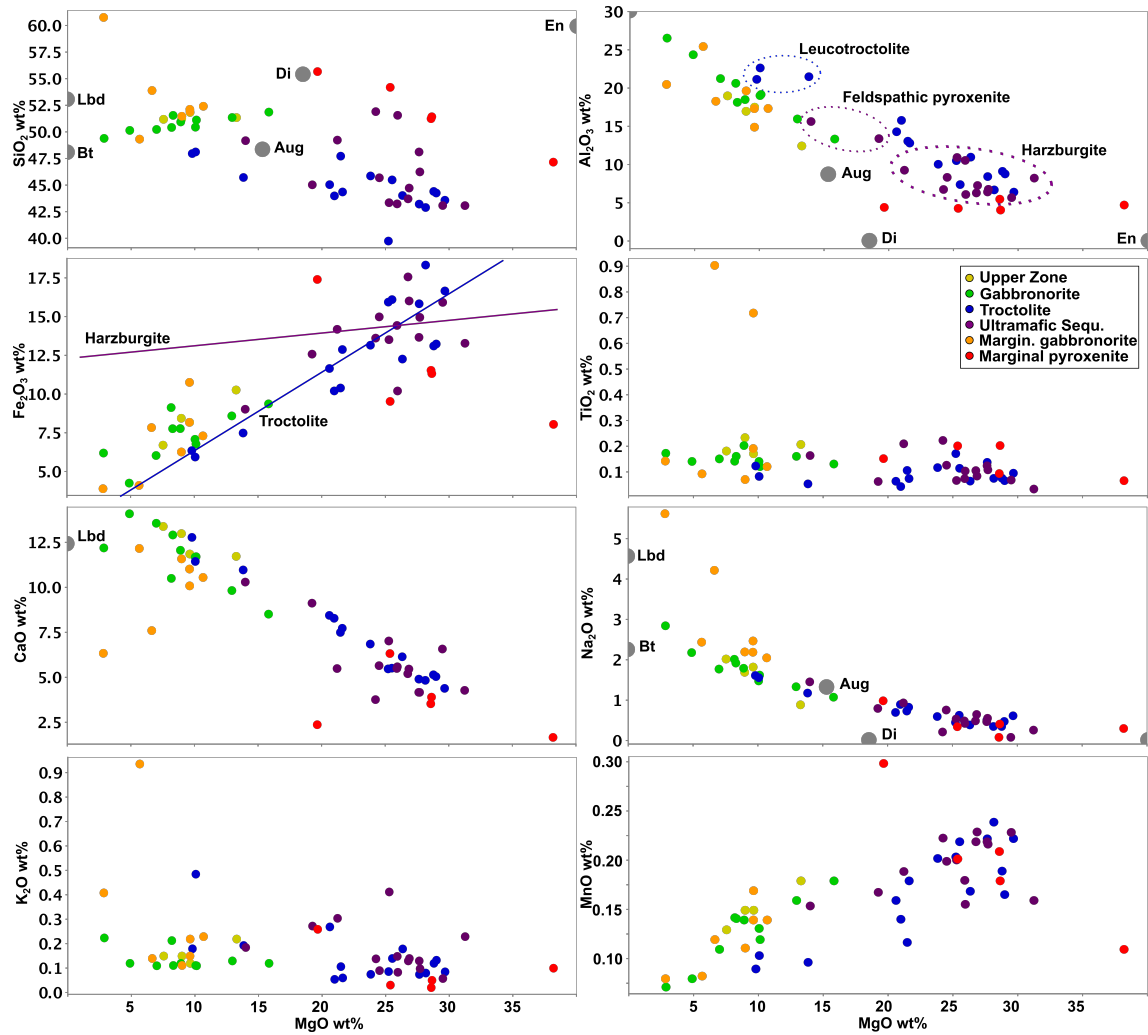 SiO2 wt%
60.0
57.5
55.0
52.5
50.0
47.5
45.0
42.5
40.0
Lbd
Bt
Di
Aug
En
Al2O3 wt%
30
25
20
15
10
5
0
Leucotroctolite
Feldspathic pyroxenite
Harzburgite
Aug
Di
En
Fe2O3 wt%
17.5
15.0
12.5
10.0
7.5
5.0
Harzburgite
Troctolite
TiO2 wt%
0.9
0.8
0.7
0.6
0.5
0.4
0.3
0.2
0.1
Upper Zone
Gabbronorite
Troctolite
Ultramafic Sequ.
Margin. gabbronorite
Marginal pyroxenite
CaO wt%
12.5
10.0
7.5
5.0
2.5
Lbd
Na2O wt%
5
4
3
2
1
0
Lbd
Bt
Aug
Di
K2O wt%
0.9
0.8
0.7
0.6
0.5
0.4
0.3
0.2
0.1
0.0
5 10 15 20 25 30 35
MgO wt%
MnO wt%
0.30
0.25
0.20
0.15
0.10
5 10 15 20 25 30 35
MgO wt%